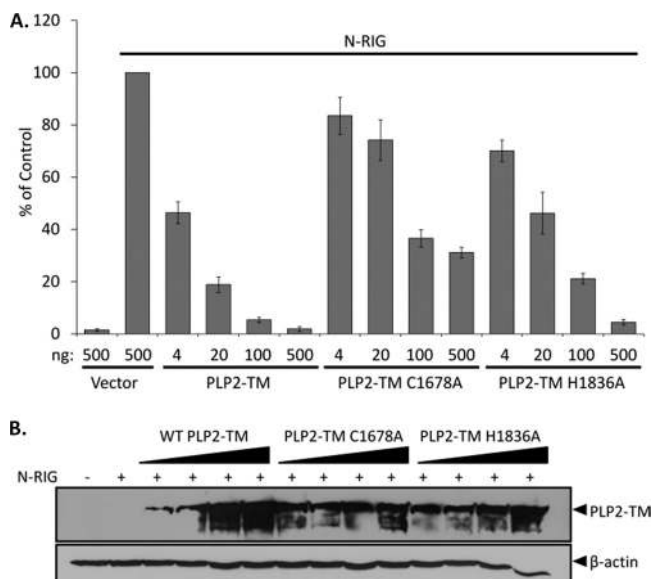 A.
N-RIG
% of Control
120
100
80
60
40
20
0
ng: 500 500 4 20 100 500 4 20 100 500 4 20 100 500
Vector PLP2-TM PLP2-TM C1678A PLP2-TM H1836A
B.
WT PLP2-TM PLP2-TM C1678A PLP2-TM H1836A
N-RIG - + + + + + + + + + + + + +
PLP2-TM
β-actin